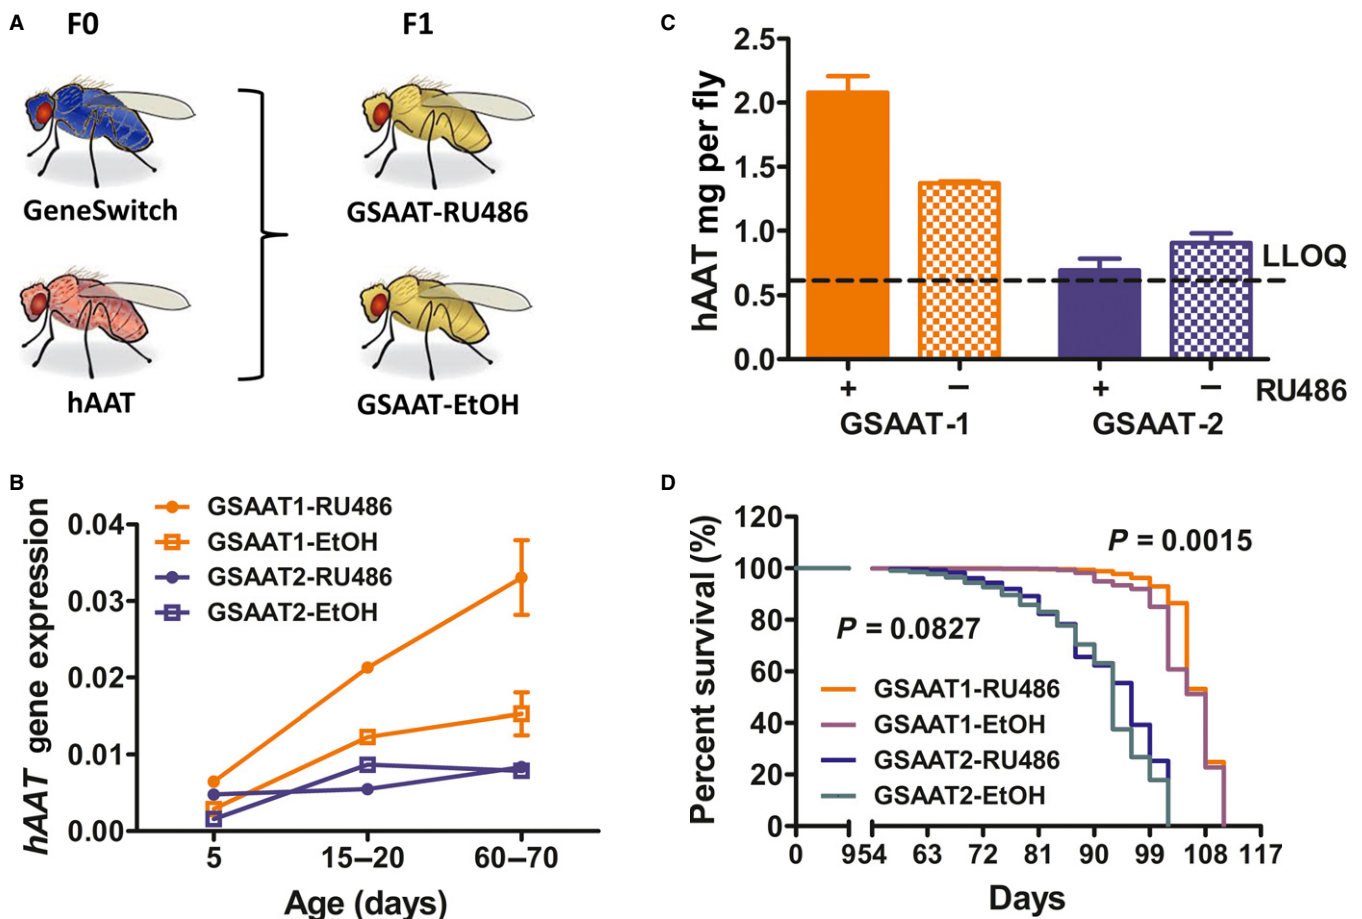 A
F0
F1
GeneSwitch
GSAAT-RU486
hAAT
GSAAT-EtOH
B
hAAT gene expression
0.04
0.03
0.02
0.01
0.00
GSAAT1-RU486
GSAAT1-EtOH
GSAAT2-RU486
GSAAT2-EtOH
5
15–20
60–70
Age (days)
C
hAAT mg per fly
2.5
2.0
1.5
1.0
0.5
0.0
LLOQ
+ – + – RU486
GSAAT-1
GSAAT-2
D
Percent survival (%)
120
100
80
60
40
20
0
P = 0.0015
P = 0.0827
GSAAT1-RU486
GSAAT1-EtOH
GSAAT2-RU486
GSAAT2-EtOH
0 9 54 63 72 81 90 99 108 117
Days